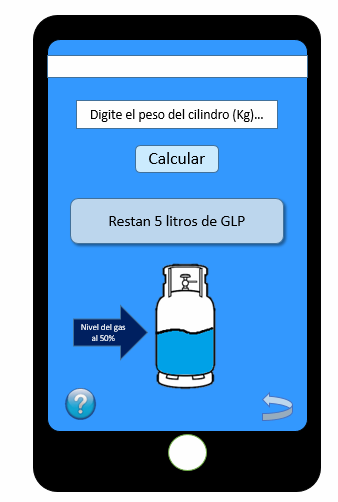 Digite el peso del cilindro (Kg)...
Calcular
Restan 5 litros de GLP
Nivel del gas
al 50%
?